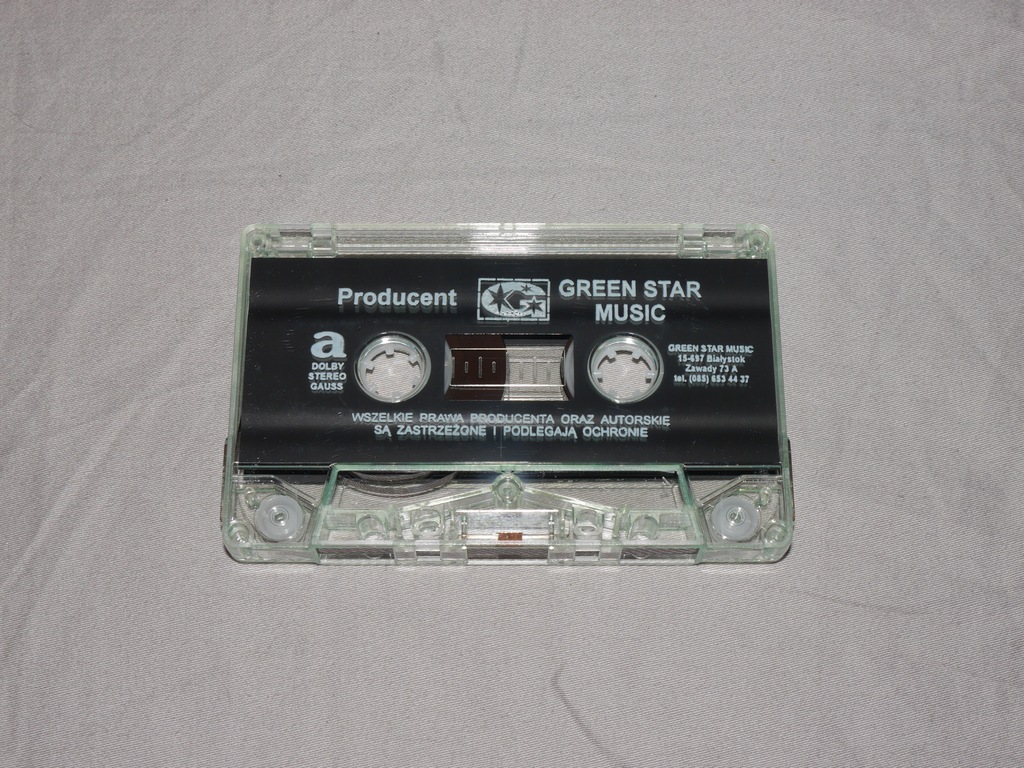 Producent
GREEN STAR
MUSIC
a
DOLBY
STEREO
GAUSS
GREEN STAR MUSIC
15-697 Białystok
Zawady 73 A
tel. (085) 653 44 37
WSZELKIE PRAWA PRODUCENTA ORAZ AUTORSKIE
SĄ ZASTRZEŻONE I PODLEGAJĄ OCHRONIE